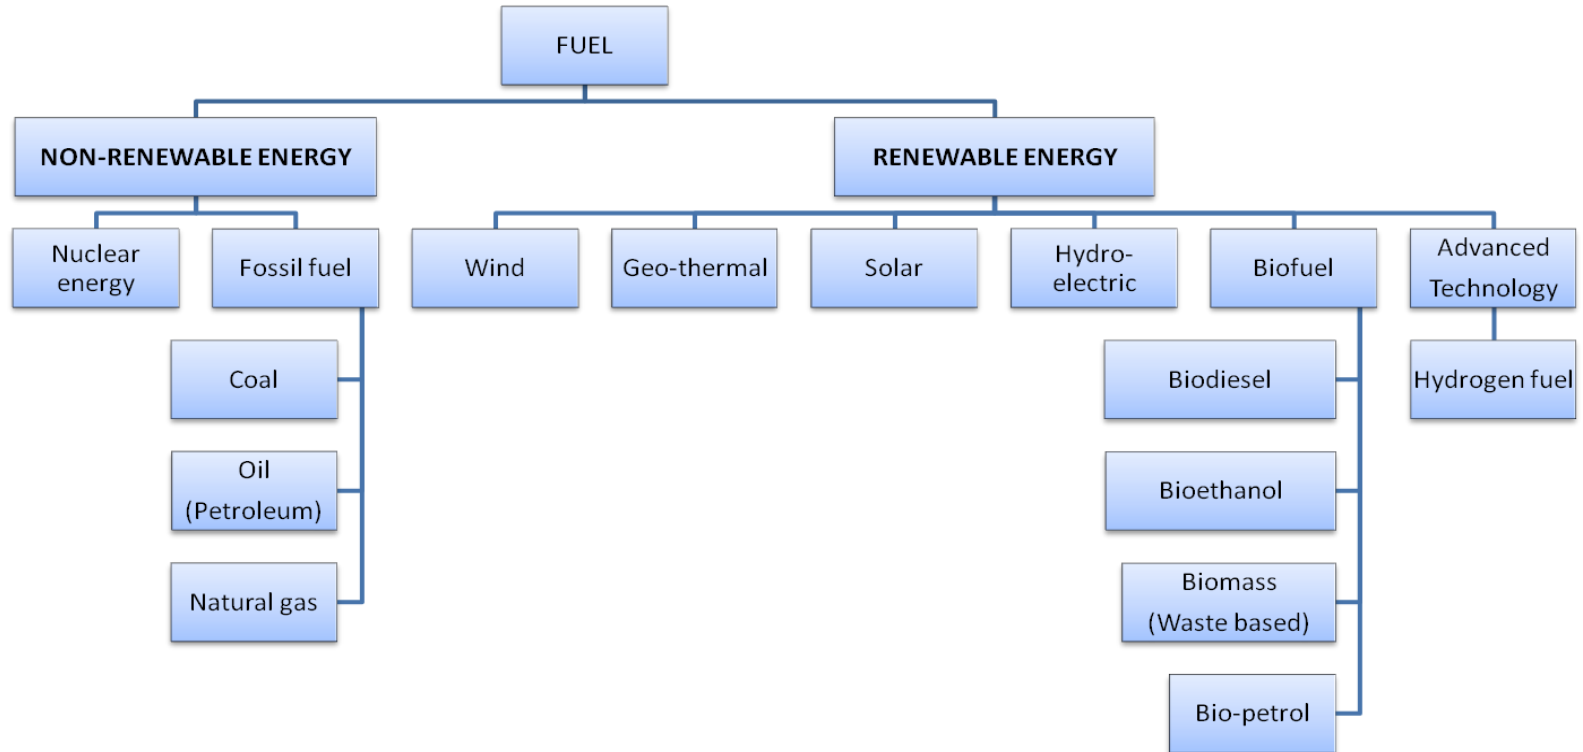 FUEL
NON-RENEWABLE ENERGY
RENEWABLE ENERGY
Nuclear
energy
Fossil fuel
Wind
Geo-thermal
Solar
Hydro-
electric
Biofuel
Advanced
Technology
Coal
Oil
(Petroleum)
Natural gas
Biodiesel
Bioethanol
Biomass
(Waste based)
Bio-petrol
Hydrogen fuel